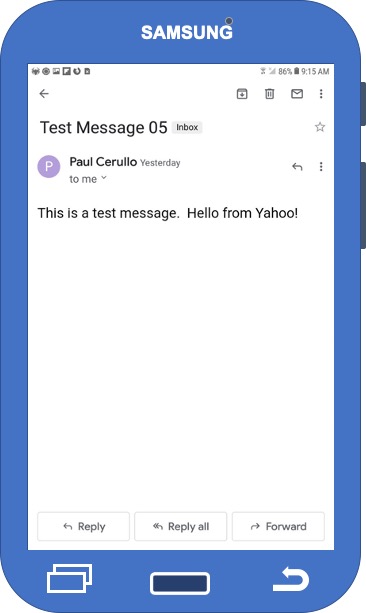 SAMSUNG
86% 9:15 AM
Test Message 05 Inbox
P Paul Cerullo Yesterday
to me
This is a test message.  Hello from Yahoo!
Reply Reply all Forward